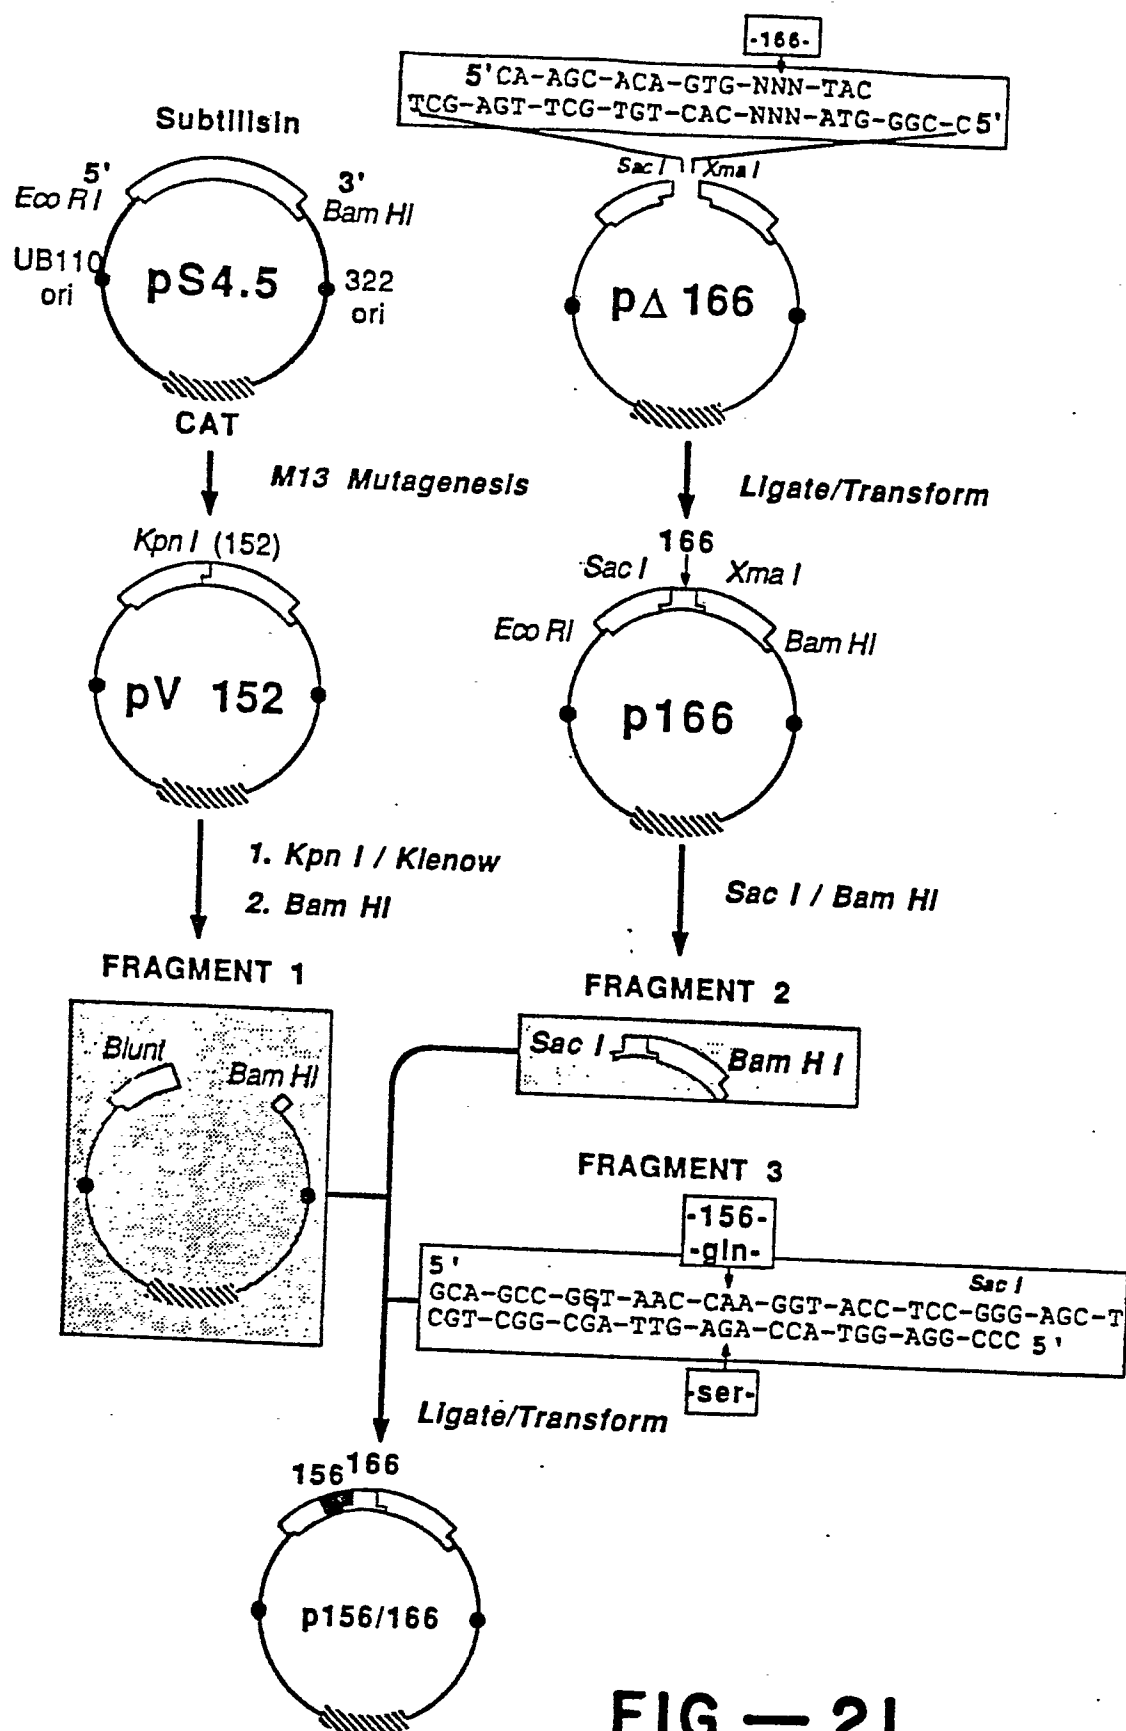 -166-
5'CA-AGC-ACA-GTG-NNN-TAC
TCG-AGT-TCG-TGT-CAC-NNN-ATG-GGC-C5'
Subtilisin
5'
Eco RI
3'
Bam HI
UB110
ori
pS4.5
322
ori
CAT
Sac I
Xma I
pΔ 166
M13 Mutagenesis
Ligate/Transform
Kpn I (152)
pV 152
166
Sac I
Xma I
Eco RI
Bam HI
p166
1. Kpn I / Klenow
2. Bam HI
Sac I / Bam HI
FRAGMENT 1
Blunt
Bam HI
FRAGMENT 2
Sac I
Bam H I
FRAGMENT 3
-156-
-gln-
5'
Sac I
GCA-GCC-GGT-AAC-CAA-GGT-ACC-TCC-GGG-AGC-T
CGT-CGG-CGA-TTG-AGA-CCA-TGG-AGG-CCC 5'
-ser-
Ligate/Transform
156 166
p156/166
FIG — 21